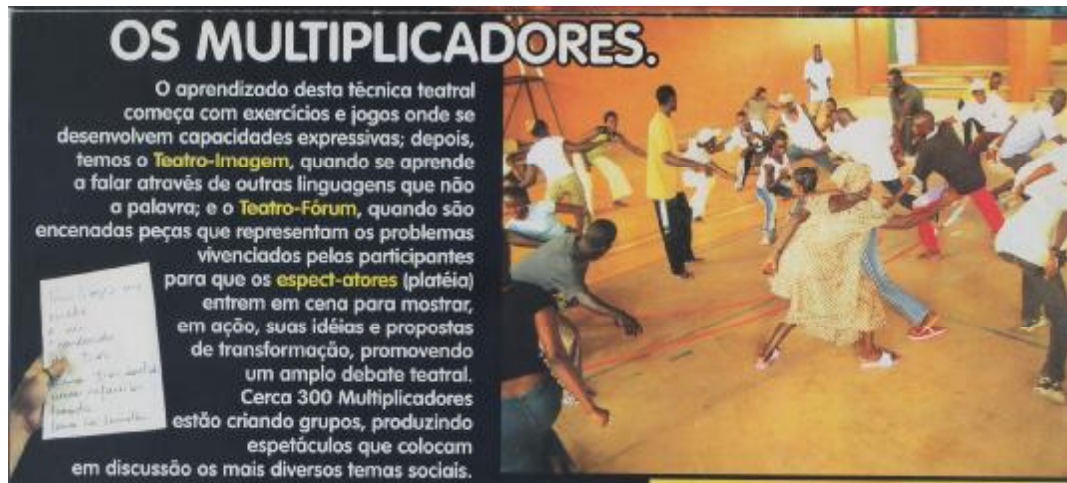 OS MULTIPLICADORES.
O aprendizado desta técnica teatral
começa com exercícios e jogos onde se
desenvolvem capacidades expressivas; depois,
temos o Teatro-Imagem, quando se aprende
a falar através de outras linguagens que não
a palavra; e o Teatro-Fórum, quando são
encenadas peças que representam os problemas
vivenciados pelos participantes
para que os espect-atores (platéia)
entrem em cena para mostrar,
em ação, suas idéias e propostas
de transformação, promovendo
um amplo debate teatral.
Cerca 300 Multiplicadores
estão criando grupos, produzindo
espetáculos que colocam
em discussão os mais diversos temas sociais.